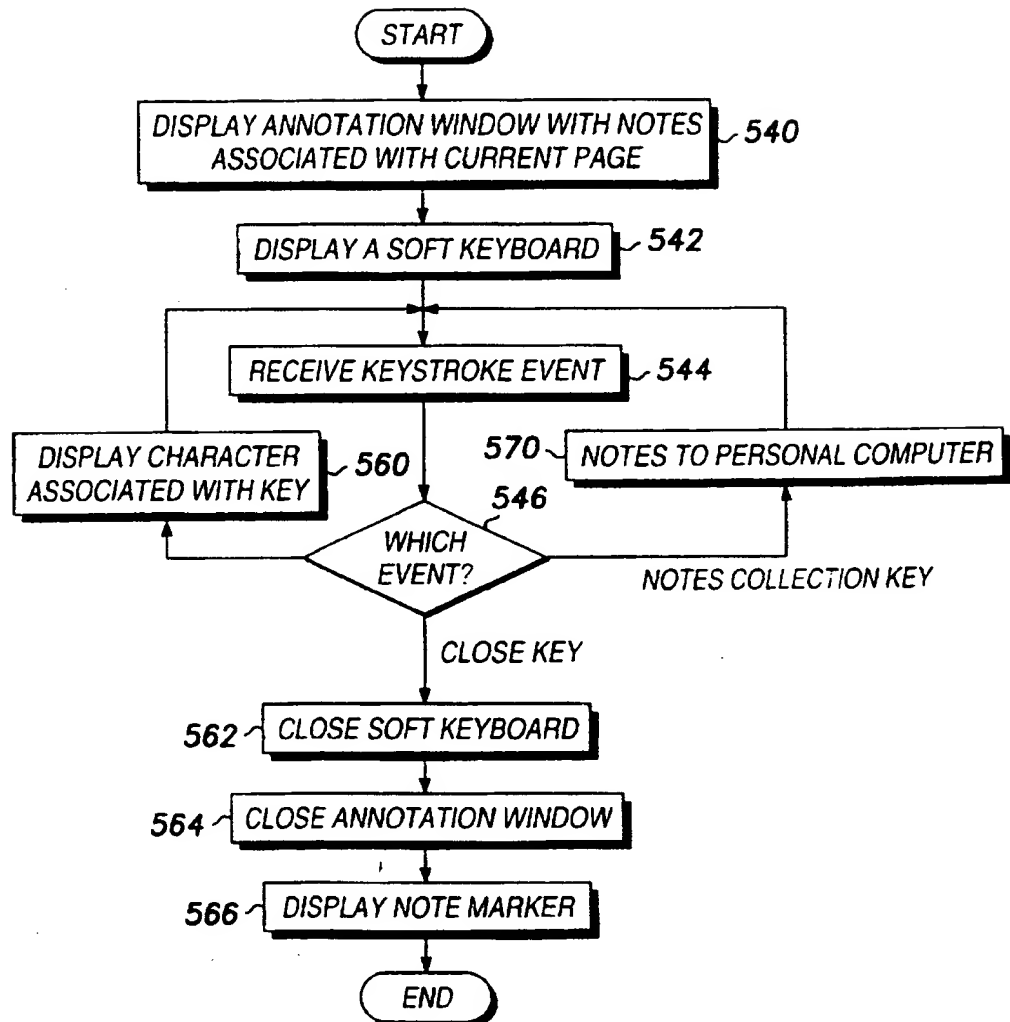 START
DISPLAY ANNOTATION WINDOW WITH NOTES
ASSOCIATED WITH CURRENT PAGE
540
DISPLAY A SOFT KEYBOARD
542
RECEIVE KEYSTROKE EVENT
544
DISPLAY CHARACTER
ASSOCIATED WITH KEY
560
570
NOTES TO PERSONAL COMPUTER
546
WHICH
EVENT?
NOTES COLLECTION KEY
CLOSE KEY
562
CLOSE SOFT KEYBOARD
564
CLOSE ANNOTATION WINDOW
566
DISPLAY NOTE MARKER
END